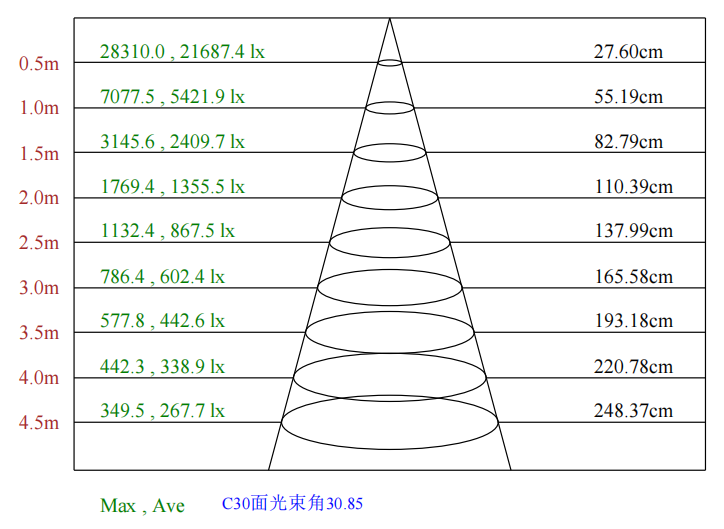 28310.0 , 21687.4 lx 27.60cm
0.5m
7077.5 , 5421.9 lx 55.19cm
1.0m
3145.6 , 2409.7 lx 82.79cm
1.5m
1769.4 , 1355.5 lx 110.39cm
2.0m
1132.4 , 867.5 lx 137.99cm
2.5m
786.4 , 602.4 lx 165.58cm
3.0m
577.8 , 442.6 lx 193.18cm
3.5m
442.3 , 338.9 lx 220.78cm
4.0m
349.5 , 267.7 lx 248.37cm
4.5m
Max , Ave C30面光束角30.85